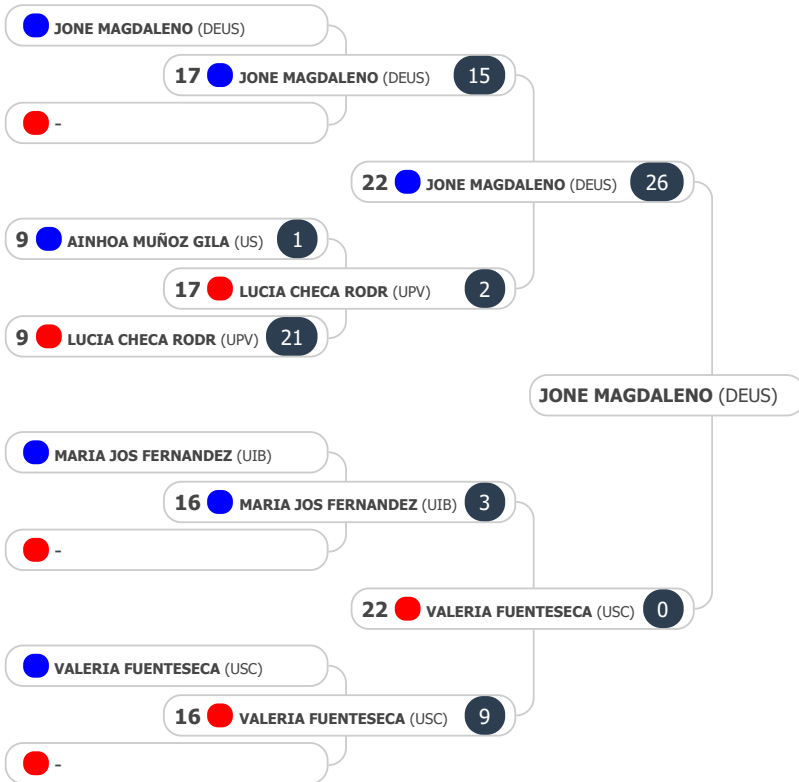 JONE MAGDALENO (DEUS)
17 JONE MAGDALENO (DEUS) 15
-
22 JONE MAGDALENO (DEUS) 26
9 AINHOA MUÑOZ GILA (US) 1
17 LUCIA CHECA RODR (UPV) 2
9 LUCIA CHECA RODR (UPV) 21
JONE MAGDALENO (DEUS)
MARIA JOS FERNANDEZ (UIB)
16 MARIA JOS FERNANDEZ (UIB) 3
-
22 VALERIA FUENTESECA (USC) 0
VALERIA FUENTESECA (USC)
16 VALERIA FUENTESECA (USC) 9
-